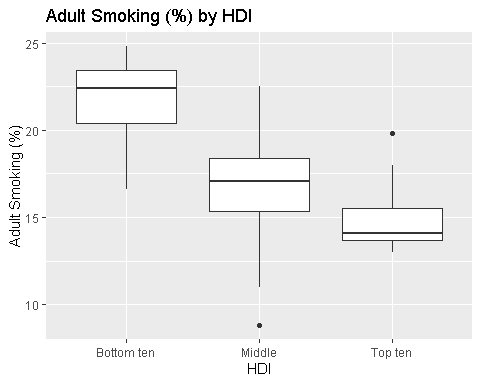 Adult Smoking (%) by HDI
Adult Smoking (%)
25
20
15
10
Bottom ten
Middle
Top ten
HDI